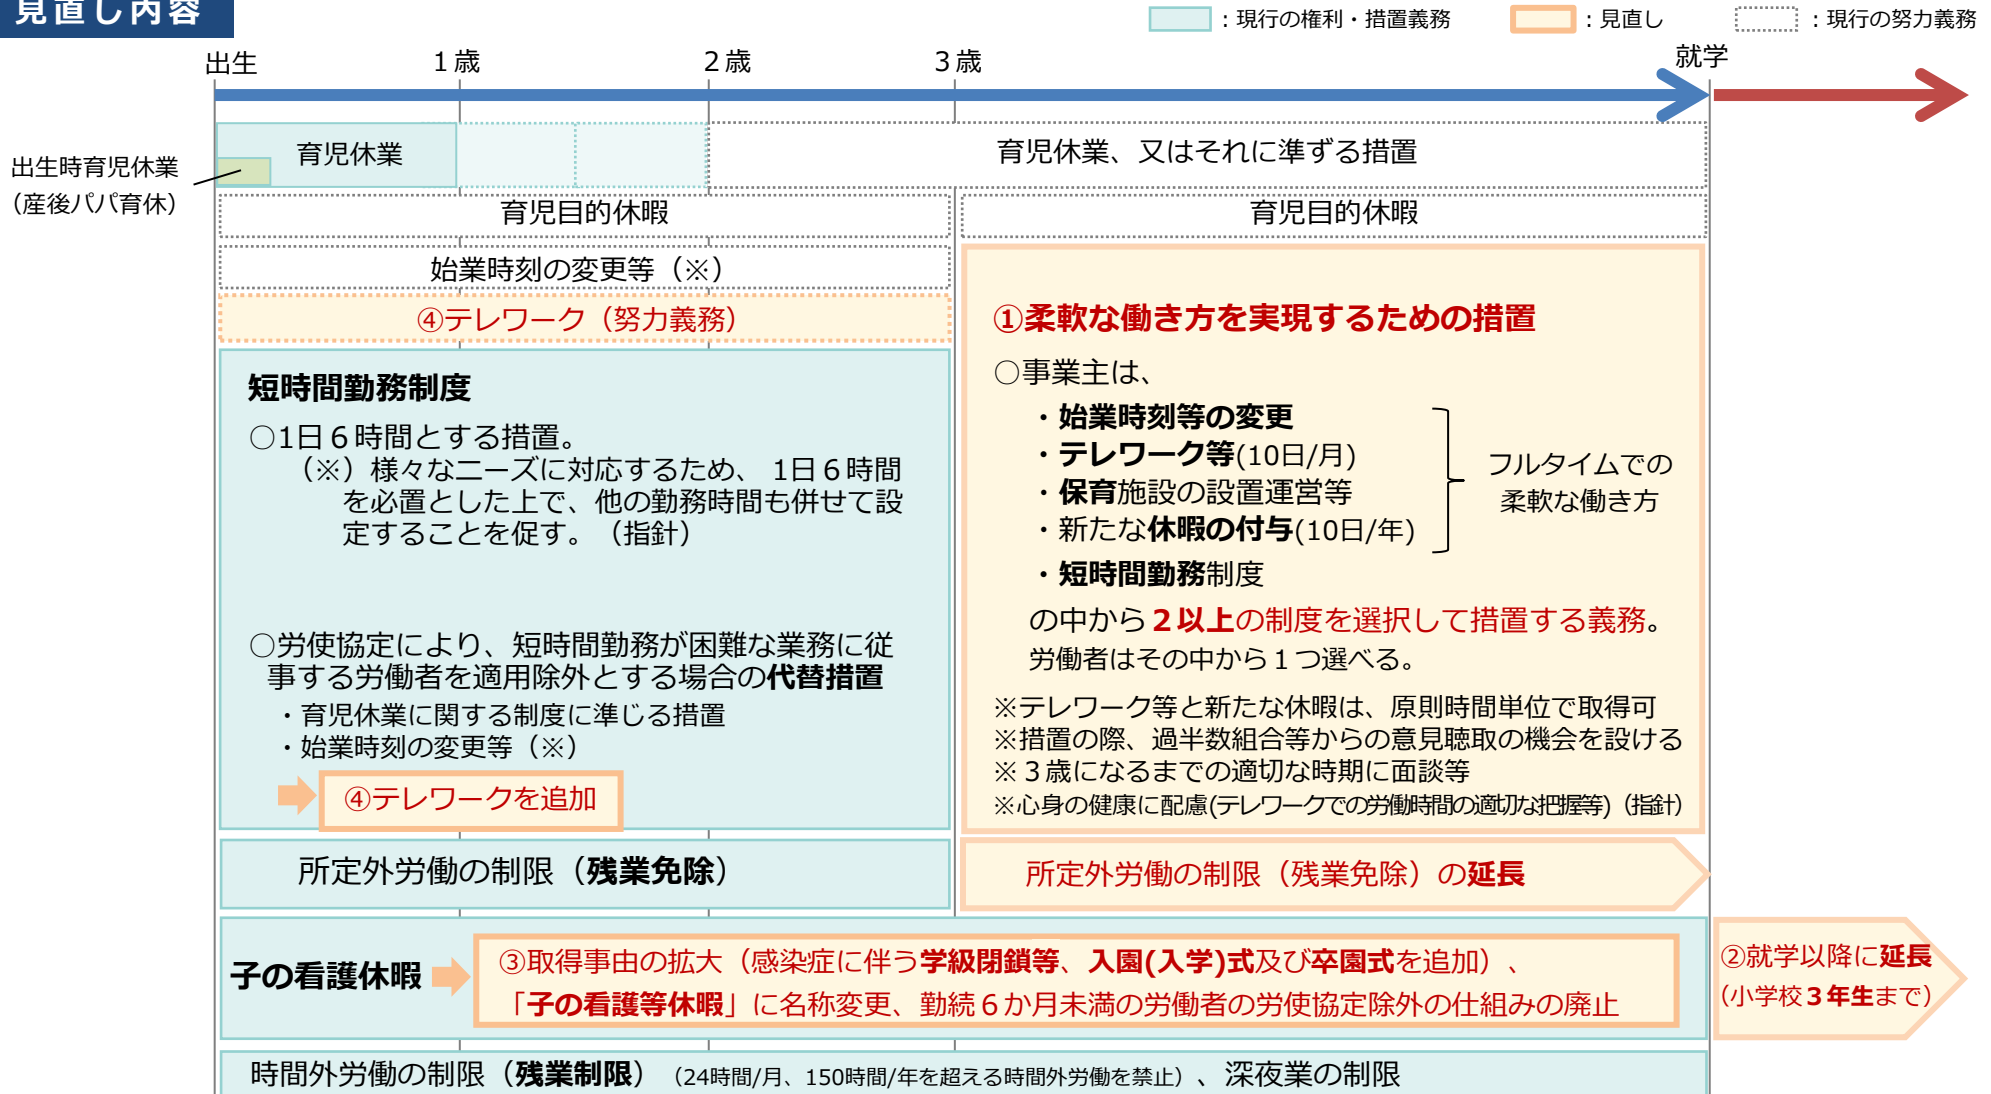 見直し内容
：現行の権利・措置義務
：見直し
：現行の努力義務
出生
１歳
２歳
３歳
就学
出生時育児休業
（産後パパ育休）
育児休業
育児休業、又はそれに準ずる措置
育児目的休暇
育児目的休暇
始業時刻の変更等（※）
④テレワーク（努力義務）
短時間勤務制度
○1日６時間とする措置。
（※）様々なニーズに対応するため、 1日６時間
を必置とした上で、他の勤務時間も併せて設
定することを促す。（指針）
○労使協定により、短時間勤務が困難な業務に従
事する労働者を適用除外とする場合の代替措置
・育児休業に関する制度に準じる措置
・始業時刻の変更等（※）
④テレワークを追加
①柔軟な働き方を実現するための措置
○事業主は、
・始業時刻等の変更
・テレワーク等(10日/月)
・保育施設の設置運営等
・新たな休暇の付与(10日/年)
フルタイムでの
柔軟な働き方
・短時間勤務制度
の中から２以上の制度を選択して措置する義務。
労働者はその中から１つ選べる。
※テレワーク等と新たな休暇は、原則時間単位で取得可
※措置の際、過半数組合等からの意見聴取の機会を設ける
※３歳になるまでの適切な時期に面談等
※心身の健康に配慮(テレワークでの労働時間の適切な把握等)（指針）
所定外労働の制限（残業免除）
所定外労働の制限（残業免除）の延長
子の看護休暇
③取得事由の拡大（感染症に伴う学級閉鎖等、入園(入学)式及び卒園式を追加）、
「子の看護等休暇」に名称変更、勤続６か月未満の労働者の労使協定除外の仕組みの廃止
②就学以降に延長
（小学校３年生まで）
時間外労働の制限（残業制限）（24時間/月、150時間/年を超える時間外労働を禁止）、深夜業の制限